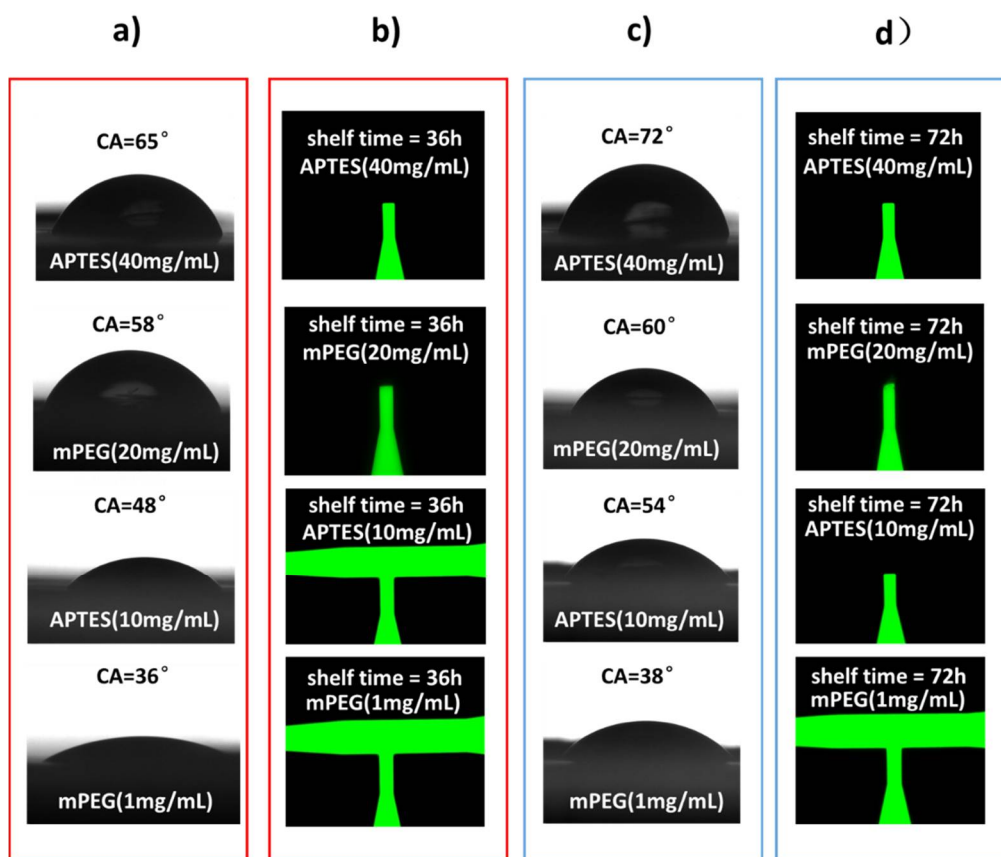 a)
b)
c)
d）
CA=65°
APTES(40mg/mL)
CA=58°
mPEG(20mg/mL)
CA=48°
APTES(10mg/mL)
CA=36°
mPEG(1mg/mL)
shelf time = 36h
APTES(40mg/mL)
shelf time = 36h
mPEG(20mg/mL)
shelf time = 36h
APTES(10mg/mL)
shelf time = 36h
mPEG(1mg/mL)
CA=72°
APTES(40mg/mL)
CA=60°
mPEG(20mg/mL)
CA=54°
APTES(10mg/mL)
CA=38°
mPEG(1mg/mL)
shelf time = 72h
APTES(40mg/mL)
shelf time = 72h
mPEG(20mg/mL)
shelf time = 72h
APTES(10mg/mL)
shelf time = 72h
mPEG(1mg/mL)